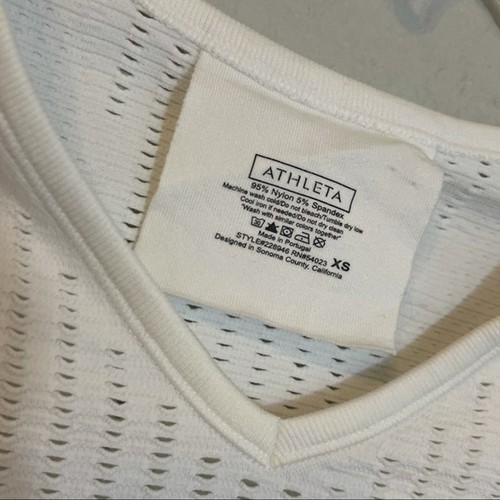 ATHLETA
95% Nylon 5% Spandex
Machine wash cold/Do not bleach/Tumble dry low
Cool iron if needed/Do not dry clean
"Wash with similar colors together"
Made in Portugal
STYLE#228946 RN#54023 XS
Designed in Sonoma County, California